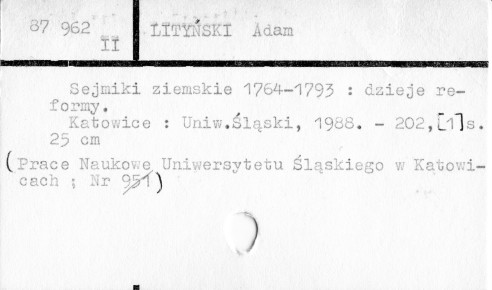 87 962 LITYŃSKI Adam
II
Sejmiki ziemskie 1764-1793 : dzieje re-
formy.
Katowice : Uniw.Śląski, 1988. - 202,[1]s.
25 cm
(Prace Naukowe Uniwersytetu Śląskiego w Katowi-
cach ; Nr 951)